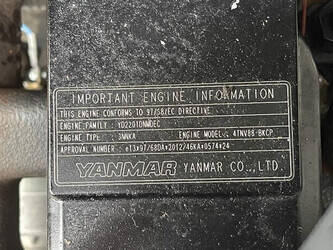 IMPORTANT ENGINE INFORMATION
THIS ENGINE CONFORMS TO 97/68/EC DIRECTIVE
ENGINE FAMILY : YD2201DNMDEC
ENGINE TYPE : 3MNKA ENGINE MODEL : 4TNV88-BKCP
APPROVAL NUMBER : e13*97/68DA*2012/46KA*0574*24
YANMAR YANMAR CO.,LTD.